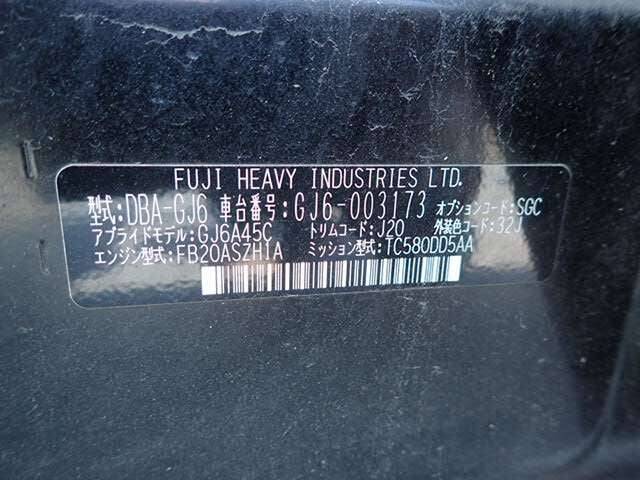 FUJI HEAVY INDUSTRIES LTD.
型式:DBA-GJ6 車台番号:GJ6-003173 オプションコード:SGC
アプライドモデル:GJ6A45C トリムコード:J20 外装色コード:32J
エンジン型式:FB20ASZH1A ミッション型式:TC580DD5AA